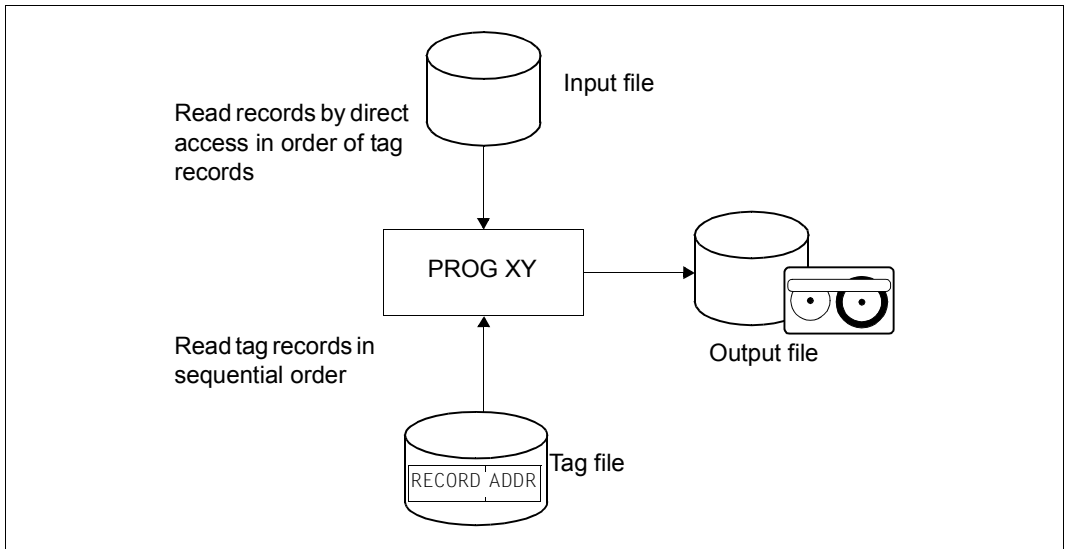 Input file
Read records by direct
access in order of tag
records
PROG XY
Read tag records in
sequential order
Output file
Tag file
RECORD ADDR